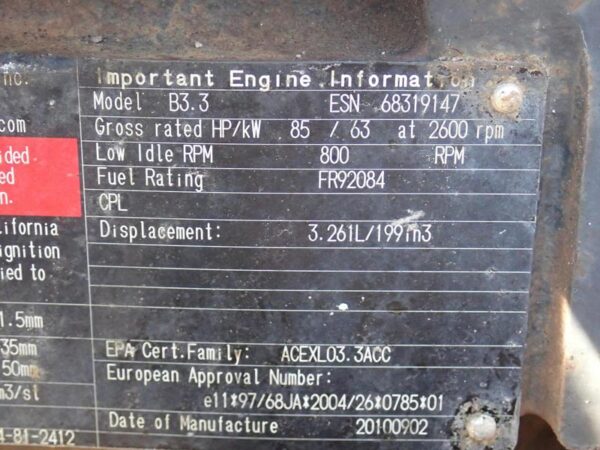 nc. Important Engine Information
Model B3.3 ESN 68319147
com
Gross rated HP/kW 85 / 63 at 2600 rpm
ded Low Idle RPM 800 RPM
ed Fuel Rating FR92084
n. CPL
lifornia Displacement: 3.261L/199in3
gnition
ied to
1.5mm
35mm EPA Cert.Family: ACEXL03.3ACC
50mm European Approval Number:
m3/sl e11*97/68JA*2004/26*0785*01
4-81-2412 Date of Manufacture 20100902